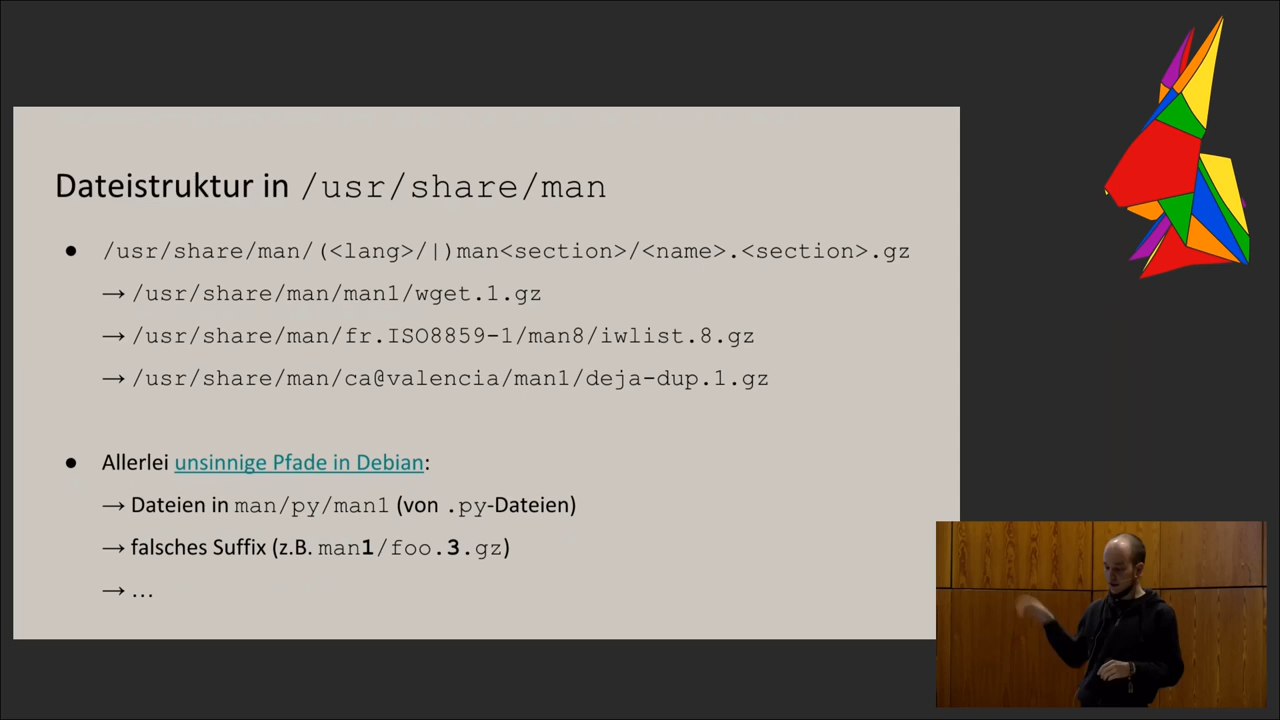 Dateistruktur in /usr/share/man
● /usr/share/man/(<lang>/|)man<section>/<name>.<section>.gz
→ /usr/share/man/man1/wget.1.gz
→ /usr/share/man/fr.ISO8859-1/man8/iwlist.8.gz
→ /usr/share/man/ca@valencia/man1/deja-dup.1.gz
● Allerlei unsinnige Pfade in Debian:
→ Dateien in man/py/man1 (von .py-Dateien)
→ falsches Suffix (z.B. man1/foo.3.gz)
→ …